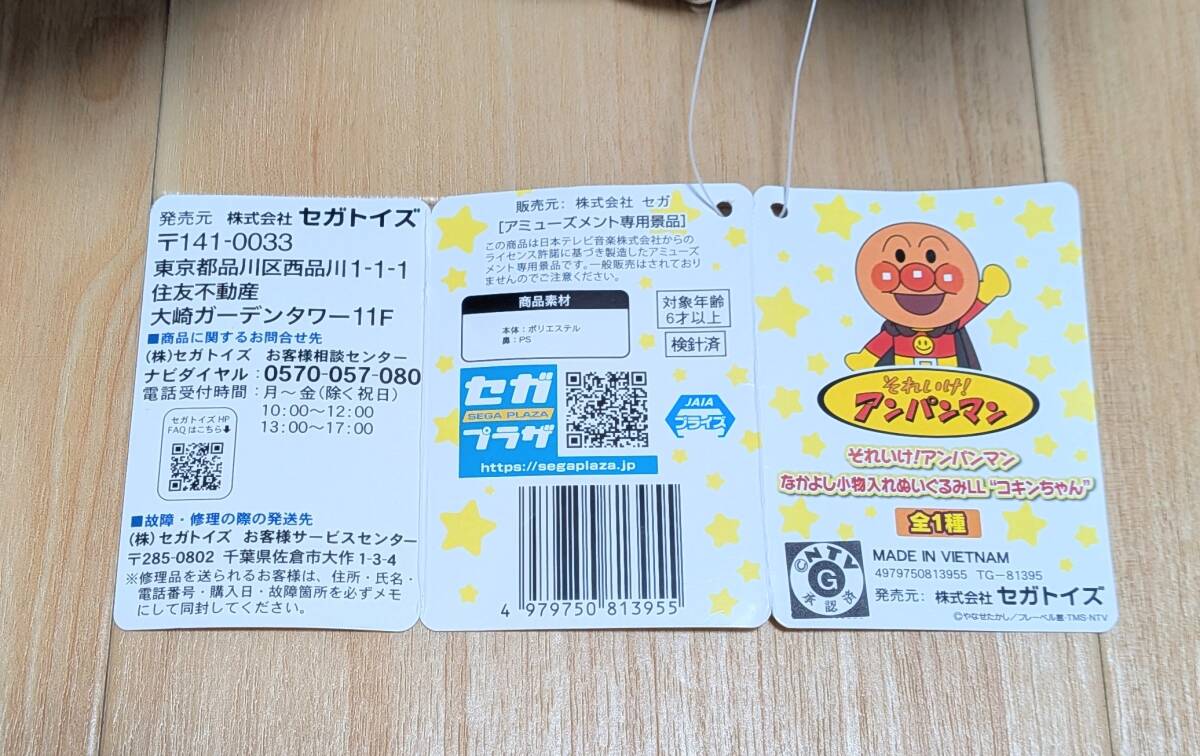 発売元 株式会社 セガトイズ
〒141-0033
東京都品川区西品川1-1-1
住友不動産
大崎ガーデンタワー11F
■商品に関するお問合せ先
(株)セガトイズ お客様相談センター
ナビダイヤル：0570-057-080
電話受付時間：月〜金(除く祝日)
10:00〜12:00
13:00〜17:00
セガトイズ HP
FAQ はこちら
■故障・修理の際の発送先
(株)セガトイズ お客様サービスセンター
〒285-0802 千葉県佐倉市大作1-3-4
※修理品を送られるお客様は、住所・氏名・
電話番号・購入日・故障箇所を必ずメモ
にして同封してください。
販売元：株式会社 セガ
[アミューズメント専用景品]
この商品は日本テレビ音楽株式会社からの
ライセンス許諾に基づき製造したアミューズ
メント専用景品です。一般販売はされており
ませんのでご注意ください。
商品素材
本体：ポリエステル
鼻：PS
対象年齢
6才以上
検針済
セガ
SEGA PLAZA
プラザ
https://segaplaza.jp
JAIA
プライズ
4 979750 813955
それいけ!
アンパンマン
それいけ!アンパンマン
なかよし小物入れぬいぐるみLL“コキンちゃん”
全1種
CNTV
G
承認済
MADE IN VIETNAM
4979750813955 TG-81395
発売元：株式会社 セガトイズ
©やなせたかし/フレーベル館・TMS・NTV